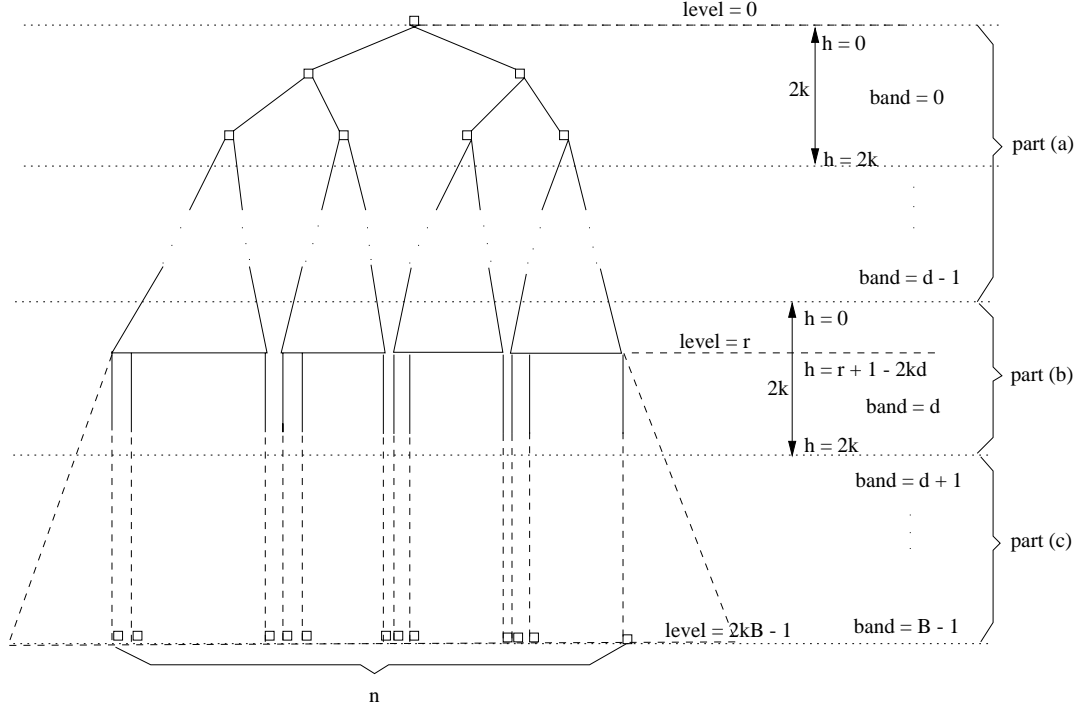 level = 0
h = 0
2k
band = 0
part (a)
h = 2k
band = d - 1
h = 0
level = r
h = r + 1 - 2kd
part (b)
2k
band = d
h = 2k
band = d + 1
part (c)
level = 2kB - 1
band = B - 1
n